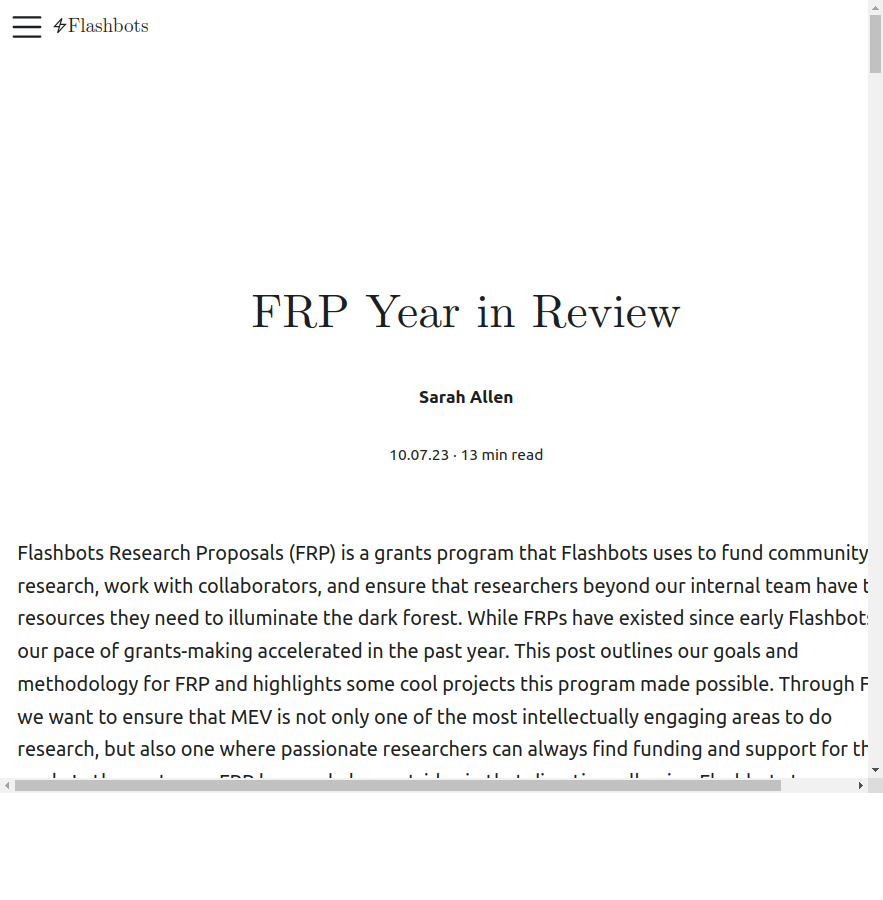 Flashbots
FRP Year in Review
Sarah Allen
10.07.23 · 13 min read
Flashbots Research Proposals (FRP) is a grants program that Flashbots uses to fund community
research, work with collaborators, and ensure that researchers beyond our internal team have
resources they need to illuminate the dark forest. While FRPs have existed since early Flashbots
our pace of grants-making accelerated in the past year. This post outlines our goals and
methodology for FRP and highlights some cool projects this program made possible. Through
we want to ensure that MEV is not only one of the most intellectually engaging areas to do
research, but also one where passionate researchers can always find funding and support for